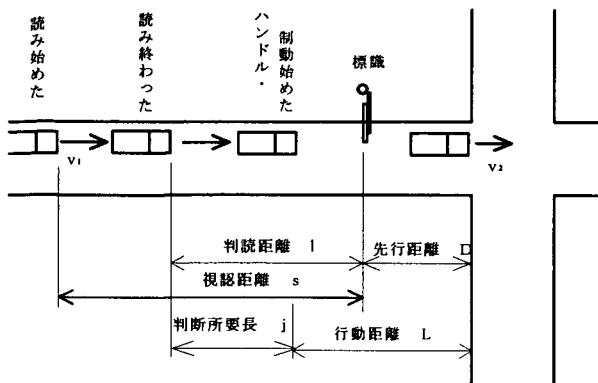 読み始めた
読み終わった
ハンドル・
制動始めた
標識
v₁
v₂
判読距離 l
先行距離 D
視認距離 s
判断所要長 j
行動距離 L